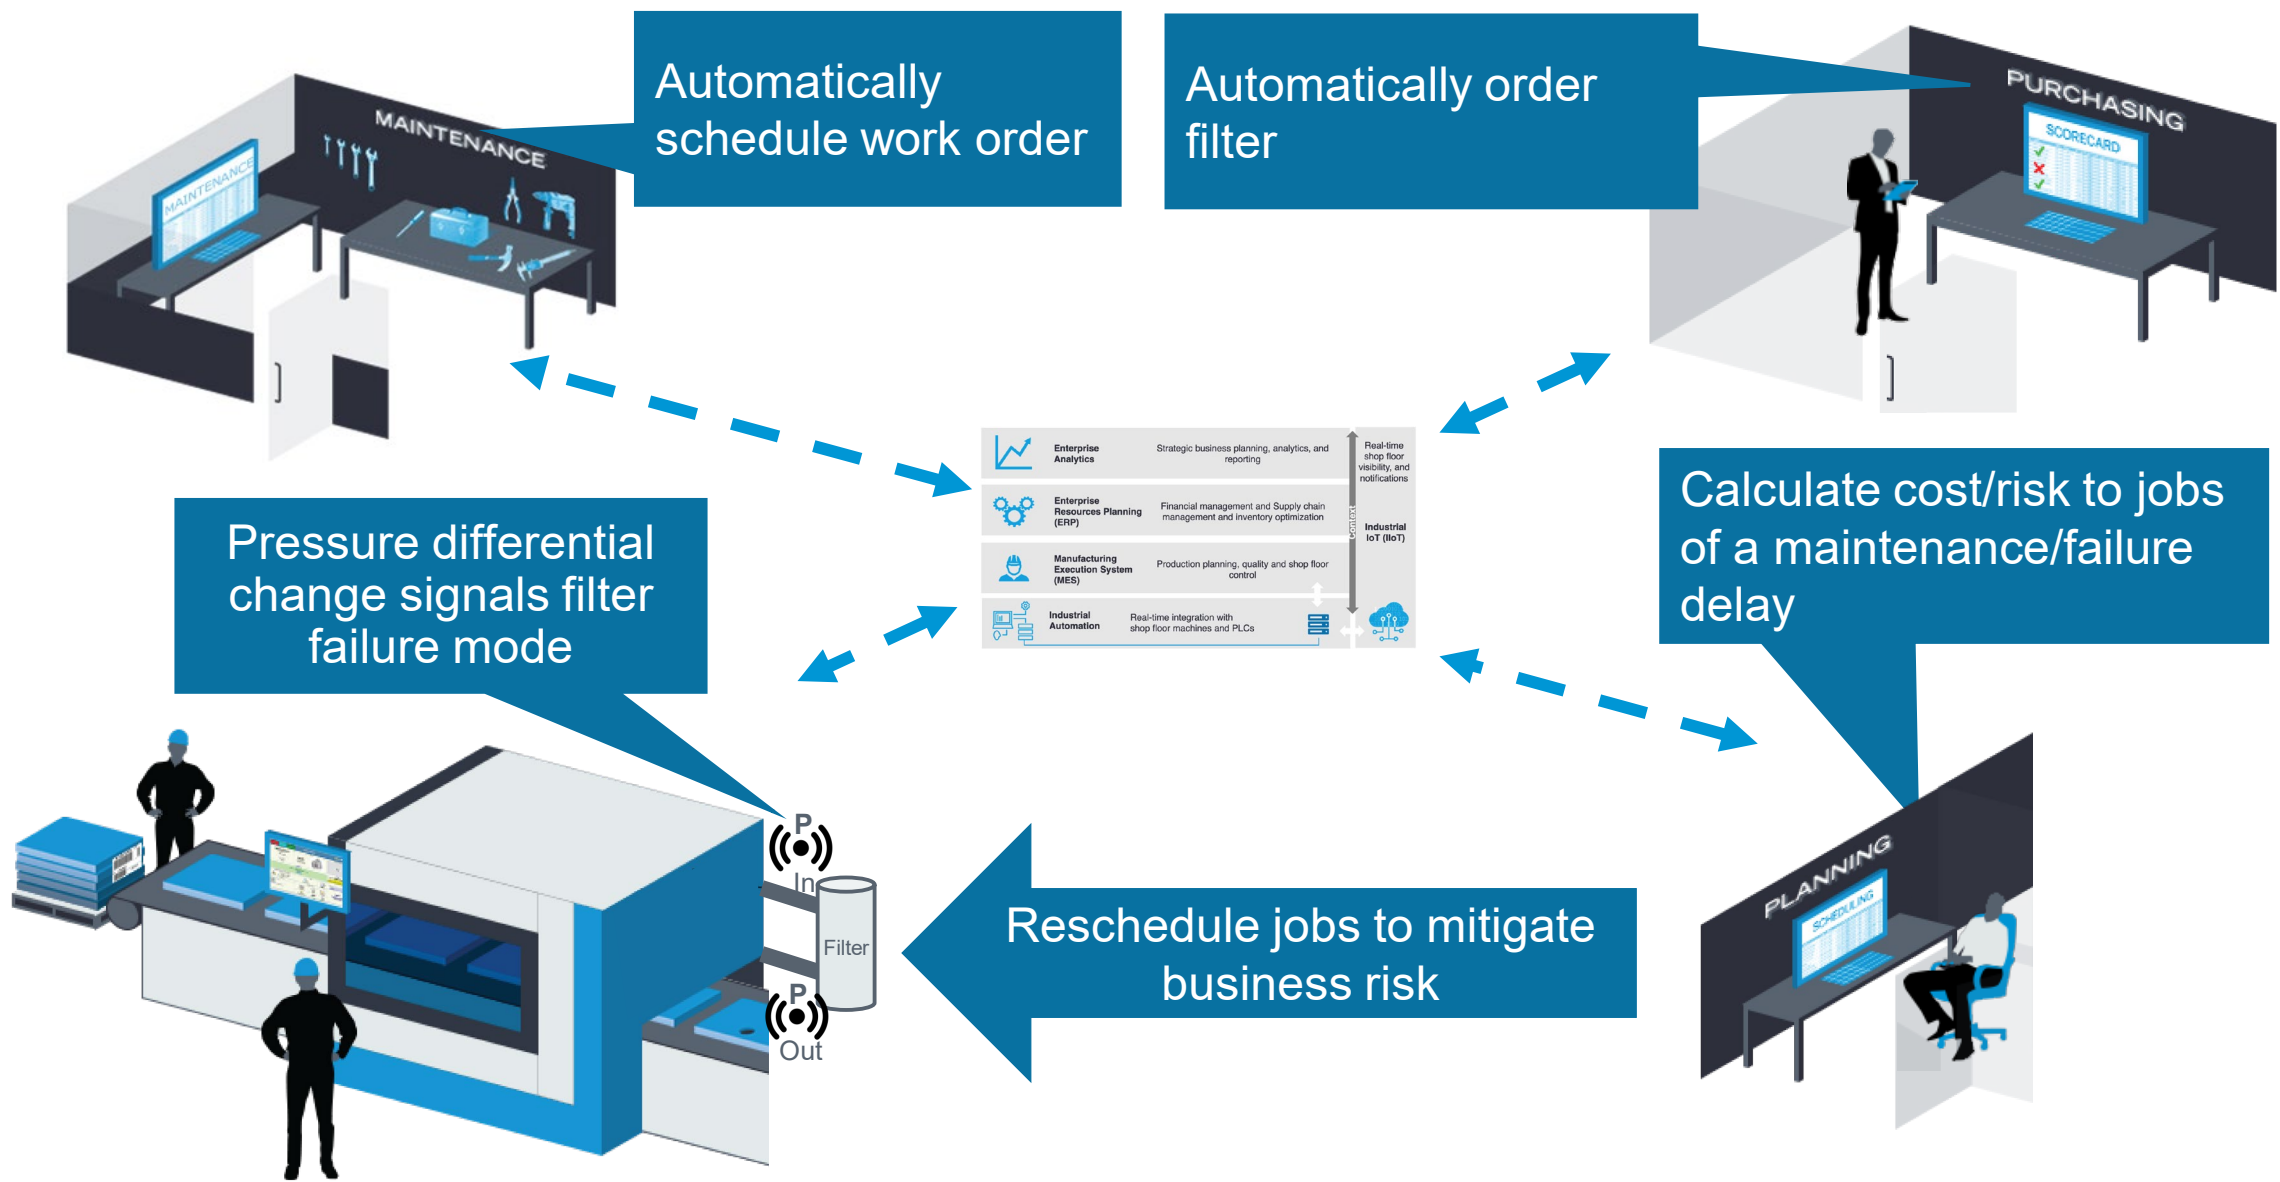 Automatically
schedule work order
Automatically order
filter
MAINTENANCE
MAINTENANCE
PURCHASING
SCORECARD
Enterprise
Analytics
Strategic business planning, analytics, and
reporting
Enterprise
Resources Planning
(ERP)
Financial management and Supply chain
management and inventory optimization
Manufacturing
Execution System
(MES)
Production planning, quality and shop floor
control
Industrial
Automation
Real-time integration with
shop floor machines and PLCs
Context
Real-time
shop floor
visibility, and
notifications
Industrial
IoT (IIoT)
Calculate cost/risk to jobs
of a maintenance/failure
delay
Pressure differential
change signals filter
failure mode
P
In
Filter
P
Out
Reschedule jobs to mitigate
business risk
PLANNING
SCHEDULING